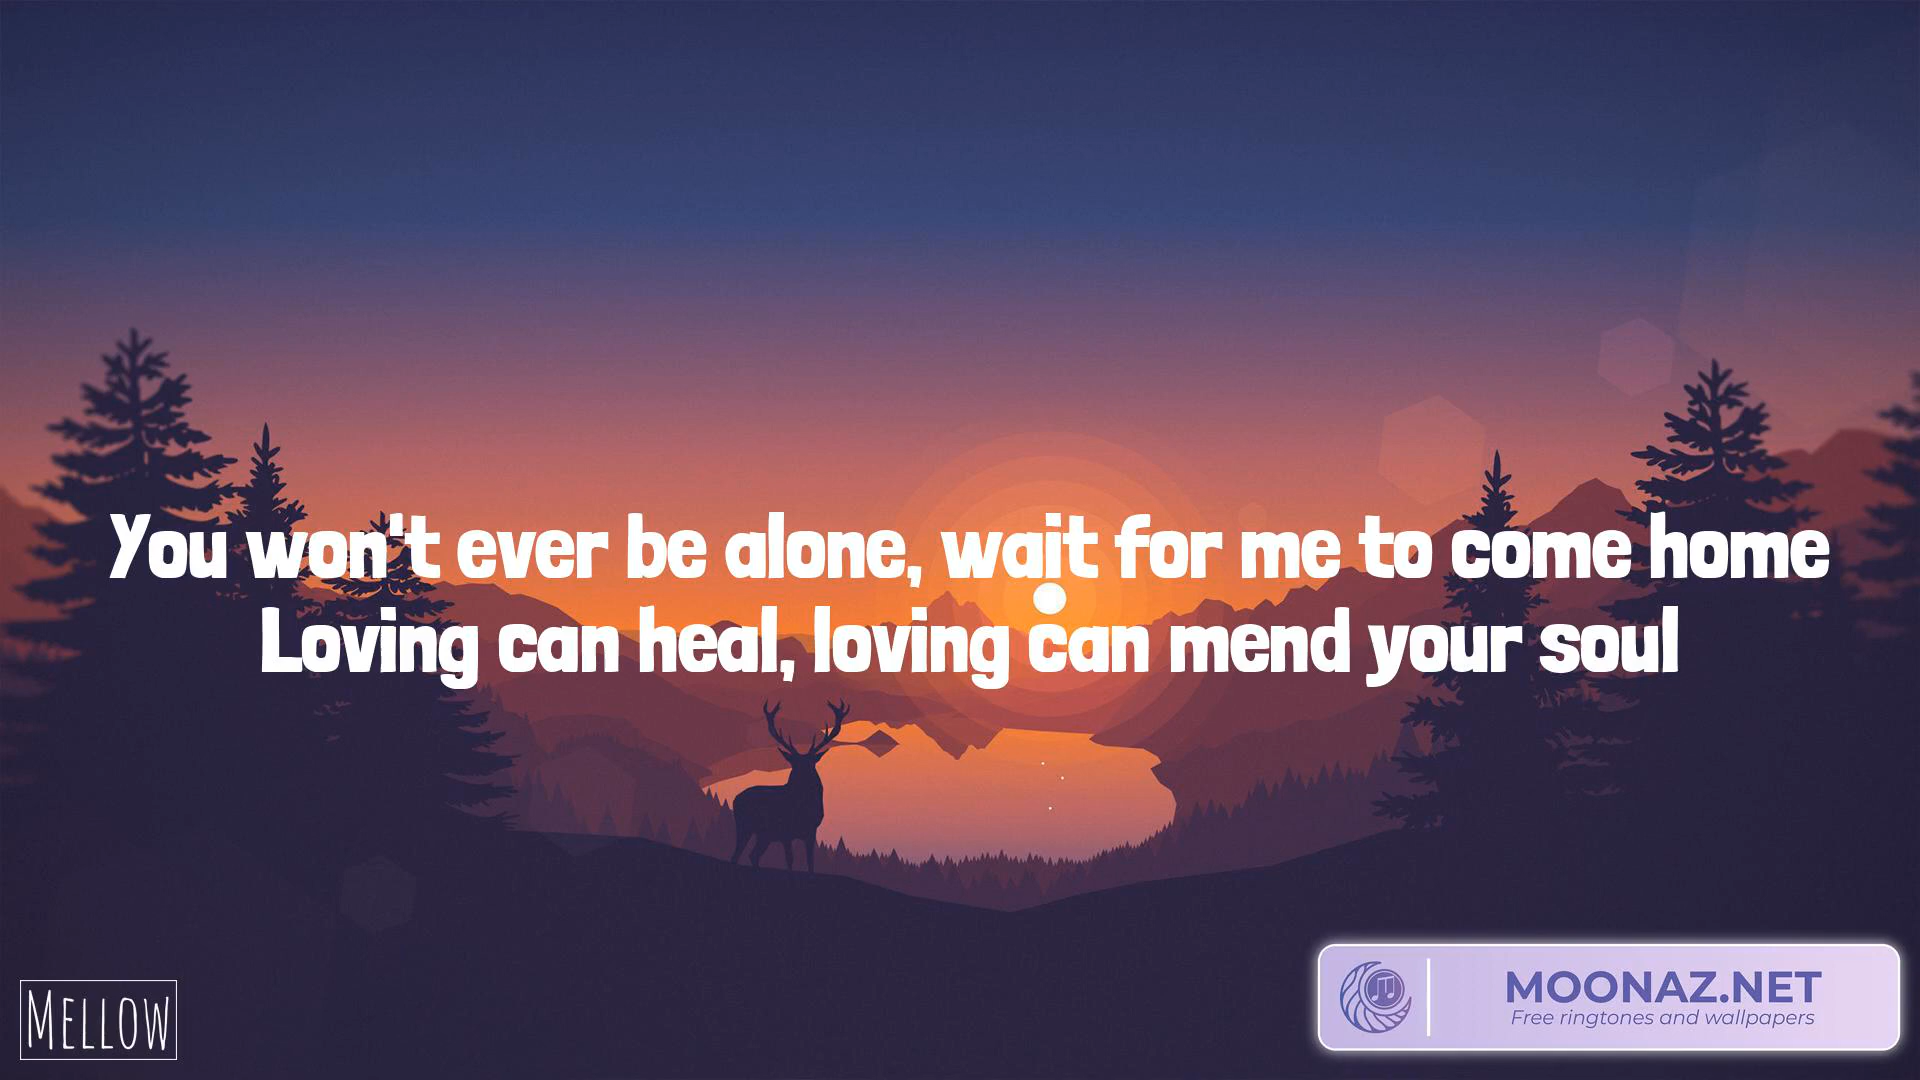 You won't ever be alone, wait for me to come home
Loving can heal, loving can mend your soul
MELLOW
MOONAZ.NET
Free ringtones and wallpapers